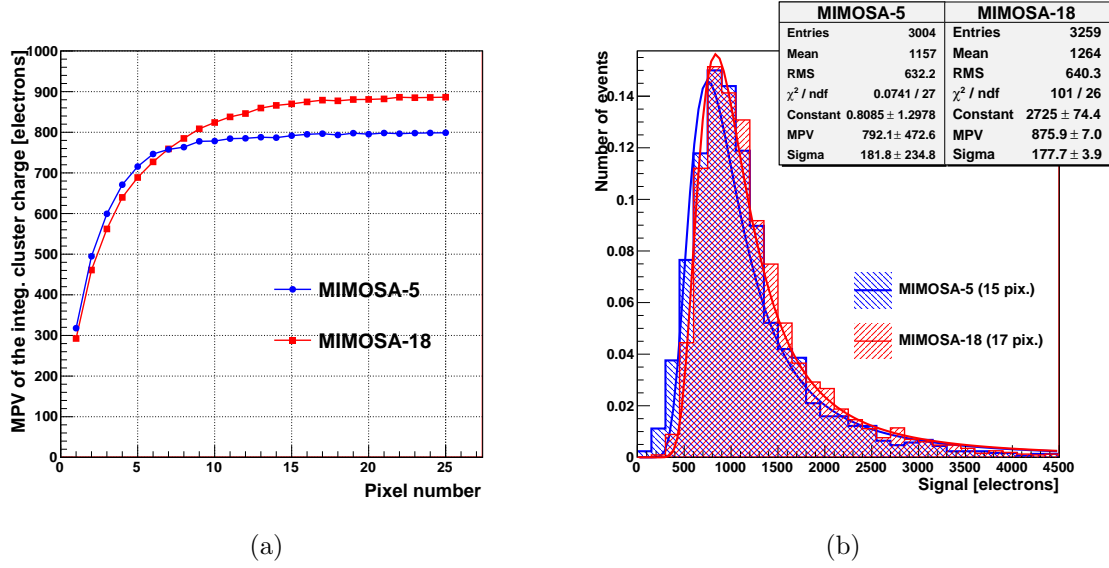 MPV of the integ. cluster charge [electrons]
1000
900
800
700
600
500
400
300
200
100
0
0 5 10 15 20 25
Pixel number
MIMOSA-5
MIMOSA-18
(a)
MIMOSA-5
Entries 3004
Mean 1157
RMS 632.2
χ² / ndf 0.0741 / 27
Constant 0.8085 ± 1.2978
MPV 792.1 ± 472.6
Sigma 181.8 ± 234.8
MIMOSA-18
Entries 3259
Mean 1264
RMS 640.3
χ² / ndf 101 / 26
Constant 2725 ± 74.4
MPV 875.9 ± 7.0
Sigma 177.7 ± 3.9
Number of events
0.14
0.12
0.1
0.08
0.06
0.04
0.02
0
0 500 1000 1500 2000 2500 3000 3500 4000 4500
Signal [electrons]
MIMOSA-5 (15 pix.)
MIMOSA-18 (17 pix.)
(b)